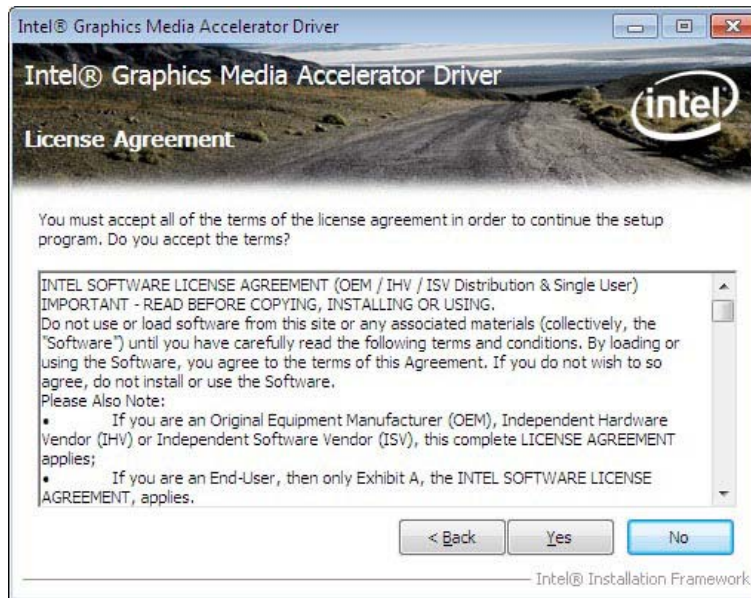 Intel® Graphics Media Accelerator Driver
Intel® Graphics Media Accelerator Driver
intel
License Agreement
You must accept all of the terms of the license agreement in order to continue the setup
program. Do you accept the terms?
INTEL SOFTWARE LICENSE AGREEMENT (OEM / IHV / ISV Distribution & Single User)
IMPORTANT - READ BEFORE COPYING, INSTALLING OR USING.
Do not use or load software from this site or any associated materials (collectively, the
"Software") until you have carefully read the following terms and conditions. By loading or
using the Software, you agree to the terms of this Agreement. If you do not wish to so
agree, do not install or use the Software.
Please Also Note:
• If you are an Original Equipment Manufacturer (OEM), Independent Hardware
Vendor (IHV) or Independent Software Vendor (ISV), this complete LICENSE AGREEMENT
applies;
• If you are an End-User, then only Exhibit A, the INTEL SOFTWARE LICENSE
AGREEMENT, applies.
< Back Yes No
Intel® Installation Framework